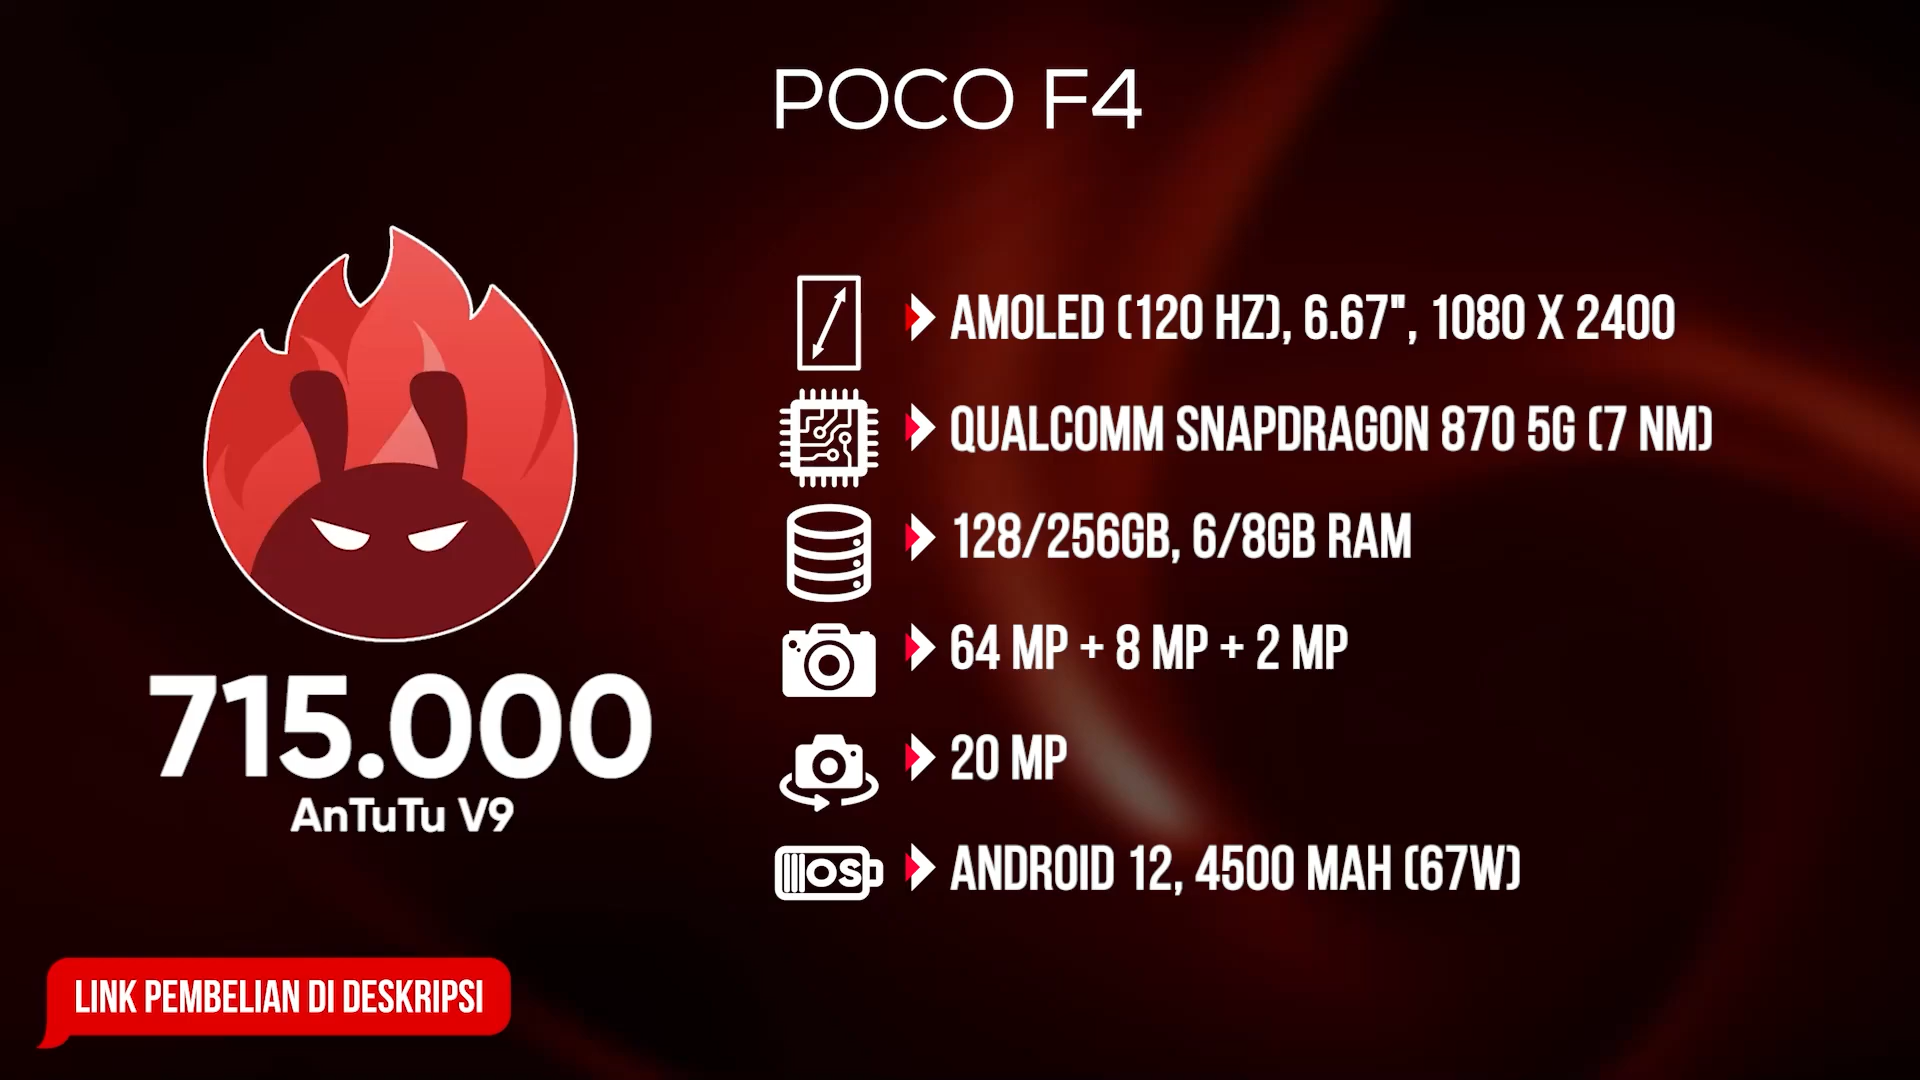 POCO F4
AMOLED (120 HZ), 6.67", 1080 X 2400
QUALCOMM SNAPDRAGON 870 5G (7 NM)
128/256GB, 6/8GB RAM
64 MP + 8 MP + 2 MP
20 MP
OS
ANDROID 12, 4500 MAH (67W)
715.000
AnTuTu V9
LINK PEMBELIAN DI DESKRIPSI